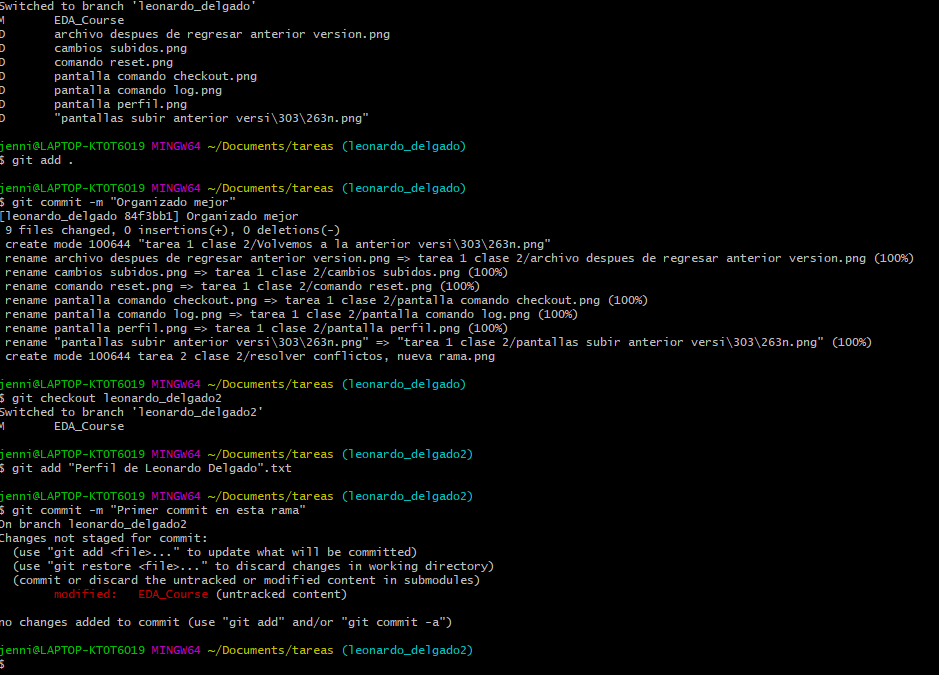 Switched to branch 'leonardo_delgado'
M       EDA_Course
D       archivo despues de regresar anterior version.png
D       cambios subidos.png
D       comando reset.png
D       pantalla comando checkout.png
D       pantalla comando log.png
D       pantalla perfil.png
D       "pantallas subir anterior versi\303\263n.png"
jenni@LAPTOP-KTOT6019 MINGW64 ~/Documents/tareas (leonardo_delgado)
$ git add .
jenni@LAPTOP-KTOT6019 MINGW64 ~/Documents/tareas (leonardo_delgado)
$ git commit -m "Organizado mejor"
[leonardo_delgado 84f3bb1] Organizado mejor
 9 files changed, 0 insertions(+), 0 deletions(-)
 create mode 100644 "tarea 1 clase 2/Volvemos a la anterior versi\303\263n.png"
 rename archivo despues de regresar anterior version.png => tarea 1 clase 2/archivo despues de regresar anterior version.png (100%)
 rename cambios subidos.png => tarea 1 clase 2/cambios subidos.png (100%)
 rename comando reset.png => tarea 1 clase 2/comando reset.png (100%)
 rename pantalla comando checkout.png => tarea 1 clase 2/pantalla comando checkout.png (100%)
 rename pantalla comando log.png => tarea 1 clase 2/pantalla comando log.png (100%)
 rename pantalla perfil.png => tarea 1 clase 2/pantalla perfil.png (100%)
 rename "pantallas subir anterior versi\303\263n.png" => "tarea 1 clase 2/pantallas subir anterior versi\303\263n.png" (100%)
 create mode 100644 tarea 2 clase 2/resolver conflictos, nueva rama.png
jenni@LAPTOP-KTOT6019 MINGW64 ~/Documents/tareas (leonardo_delgado)
$ git checkout leonardo_delgado2
Switched to branch 'leonardo_delgado2'
M       EDA_Course
jenni@LAPTOP-KTOT6019 MINGW64 ~/Documents/tareas (leonardo_delgado2)
$ git add "Perfil de Leonardo Delgado".txt
jenni@LAPTOP-KTOT6019 MINGW64 ~/Documents/tareas (leonardo_delgado2)
$ git commit -m "Primer commit en esta rama"
On branch leonardo_delgado2
Changes not staged for commit:
  (use "git add <file>..." to update what will be committed)
  (use "git restore <file>..." to discard changes in working directory)
  (commit or discard the untracked or modified content in submodules)
        modified:   EDA_Course (untracked content)
no changes added to commit (use "git add" and/or "git commit -a")
jenni@LAPTOP-KTOT6019 MINGW64 ~/Documents/tareas (leonardo_delgado2)
$